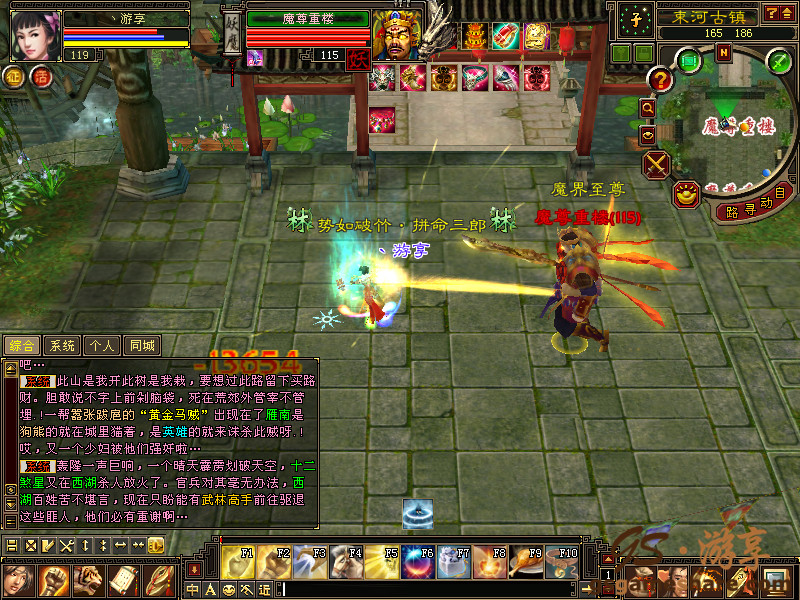 、游享
119
妖魔
魔尊重楼
115
妖
子
东河古镇
165 186
N
魔尊重楼
自动寻路
征 活
魔界至尊
魔尊重楼(115)
势如破竹·拼命三郎
、游享
-13654
综合 系统 个人 同城
吧…
系统 此山是我开此树是我栽，要想过此路留下买路
财。胆敢说不字上前剁脑袋，死在荒郊外管宰不管
埋.!一帮嚣张跋扈的“黄金马贼”出现在了雁南是
狗熊的就在城里猫着，是英雄的就来诛杀此贼呀.!
哎，又一个少妇被他们强奸啦…
系统 轰隆一声巨响，一个晴天霹雳划破天空，十二
煞星又在西湖杀人放火了。官兵对其毫无办法，西
湖百姓苦不堪言，现在只盼能有武林高手前往驱退
这些匪人，他们必有重谢啊…
F1 F2 F3 F4 F5 F6 F7 F8 F9 F10
1
中 A 近
GS·游享